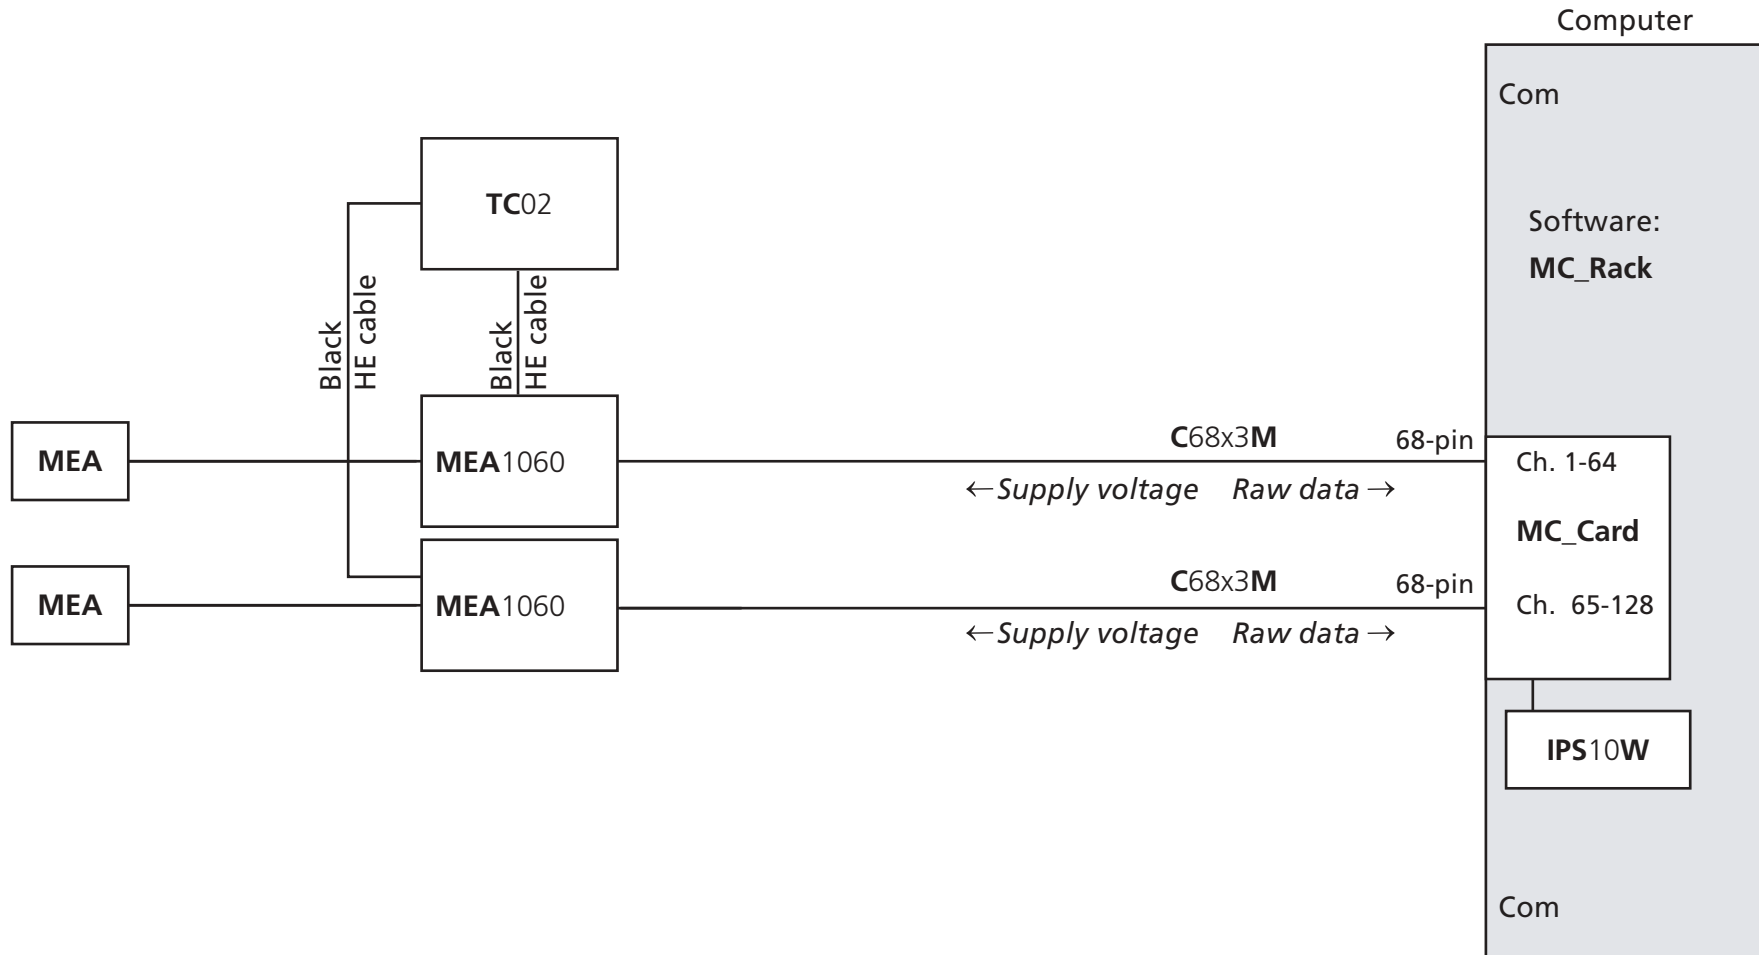 Computer
Com
TC02
Software:
MC_Rack
Black
HE cable
Black
HE cable
MEA
MEA1060
C68x3M
68-pin
Ch. 1-64
←Supply voltage Raw data→
MC_Card
MEA
MEA1060
C68x3M
68-pin
Ch. 65-128
←Supply voltage Raw data→
IPS10W
Com